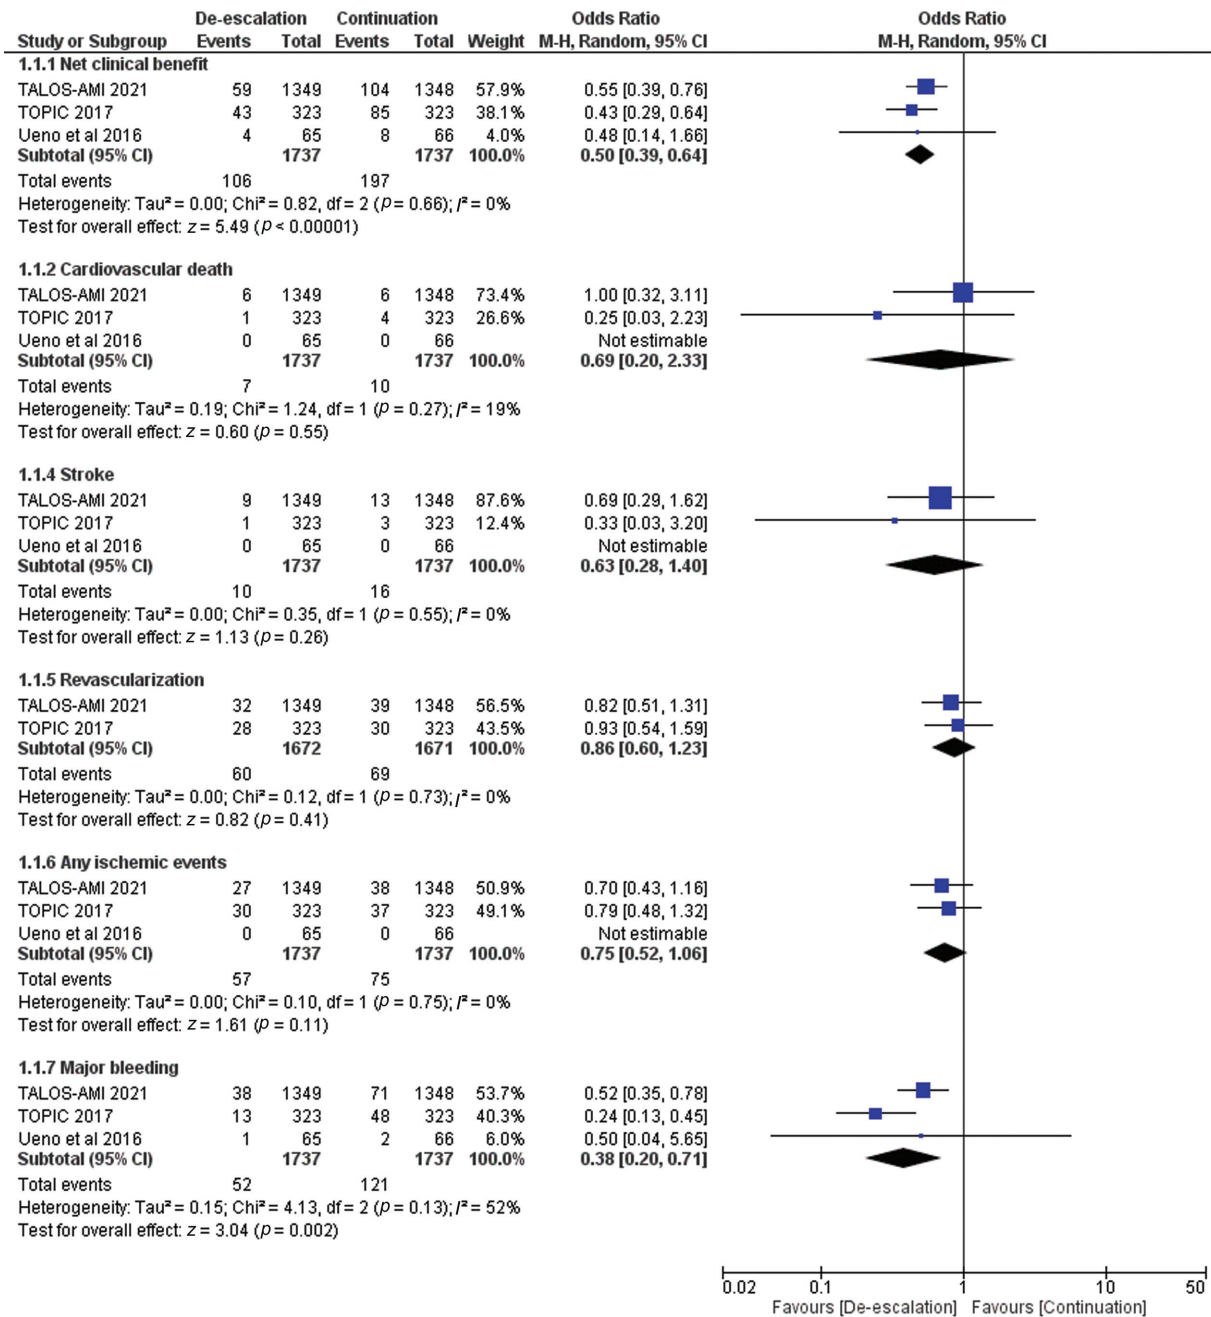 De-escalation Continuation Odds Ratio Odds Ratio
Study or Subgroup Events Total Events Total Weight M-H, Random, 95% CI M-H, Random, 95% CI
1.1.1 Net clinical benefit
TALOS-AMI 2021 59 1349 104 1348 57.9% 0.55 [0.39, 0.76]
TOPIC 2017 43 323 85 323 38.1% 0.43 [0.29, 0.64]
Ueno et al 2016 4 65 8 66 4.0% 0.48 [0.14, 1.66]
Subtotal (95% CI) 1737 1737 100.0% 0.50 [0.39, 0.64]
Total events 106 197
Heterogeneity: Tau² = 0.00; Chi² = 0.82, df = 2 (p = 0.66); I² = 0%
Test for overall effect: z = 5.49 (p < 0.00001)
1.1.2 Cardiovascular death
TALOS-AMI 2021 6 1349 6 1348 73.4% 1.00 [0.32, 3.11]
TOPIC 2017 1 323 4 323 26.6% 0.25 [0.03, 2.23]
Ueno et al 2016 0 65 0 66 Not estimable
Subtotal (95% CI) 1737 1737 100.0% 0.69 [0.20, 2.33]
Total events 7 10
Heterogeneity: Tau² = 0.19; Chi² = 1.24, df = 1 (p = 0.27); I² = 19%
Test for overall effect: z = 0.60 (p = 0.55)
1.1.4 Stroke
TALOS-AMI 2021 9 1349 13 1348 87.6% 0.69 [0.29, 1.62]
TOPIC 2017 1 323 3 323 12.4% 0.33 [0.03, 3.20]
Ueno et al 2016 0 65 0 66 Not estimable
Subtotal (95% CI) 1737 1737 100.0% 0.63 [0.28, 1.40]
Total events 10 16
Heterogeneity: Tau² = 0.00; Chi² = 0.35, df = 1 (p = 0.55); I² = 0%
Test for overall effect: z = 1.13 (p = 0.26)
1.1.5 Revascularization
TALOS-AMI 2021 32 1349 39 1348 56.5% 0.82 [0.51, 1.31]
TOPIC 2017 28 323 30 323 43.5% 0.93 [0.54, 1.59]
Subtotal (95% CI) 1672 1671 100.0% 0.86 [0.60, 1.23]
Total events 60 69
Heterogeneity: Tau² = 0.00; Chi² = 0.12, df = 1 (p = 0.73); I² = 0%
Test for overall effect: z = 0.82 (p = 0.41)
1.1.6 Any ischemic events
TALOS-AMI 2021 27 1349 38 1348 50.9% 0.70 [0.43, 1.16]
TOPIC 2017 30 323 37 323 49.1% 0.79 [0.48, 1.32]
Ueno et al 2016 0 65 0 66 Not estimable
Subtotal (95% CI) 1737 1737 100.0% 0.75 [0.52, 1.06]
Total events 57 75
Heterogeneity: Tau² = 0.00; Chi² = 0.10, df = 1 (p = 0.75); I² = 0%
Test for overall effect: z = 1.61 (p = 0.11)
1.1.7 Major bleeding
TALOS-AMI 2021 38 1349 71 1348 53.7% 0.52 [0.35, 0.78]
TOPIC 2017 13 323 48 323 40.3% 0.24 [0.13, 0.45]
Ueno et al 2016 1 65 2 66 6.0% 0.50 [0.04, 5.65]
Subtotal (95% CI) 1737 1737 100.0% 0.38 [0.20, 0.71]
Total events 52 121
Heterogeneity: Tau² = 0.15; Chi² = 4.13, df = 2 (p = 0.13); I² = 52%
Test for overall effect: z = 3.04 (p = 0.002)
0.02 0.1 1 10 50
Favours [De-escalation] Favours [Continuation]